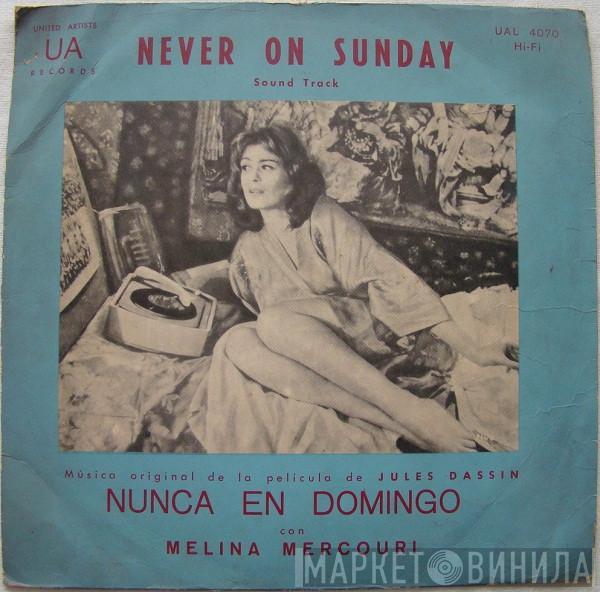 UNITED ARTISTS
UA
RECORDS
NEVER ON SUNDAY
UAL 4070
Hi-Fi
Sound Track
Música original de la película de JULES DASSIN
NUNCA EN DOMINGO
con
MELINA MERCOURI
МАРКЕТ ВИНИЛА